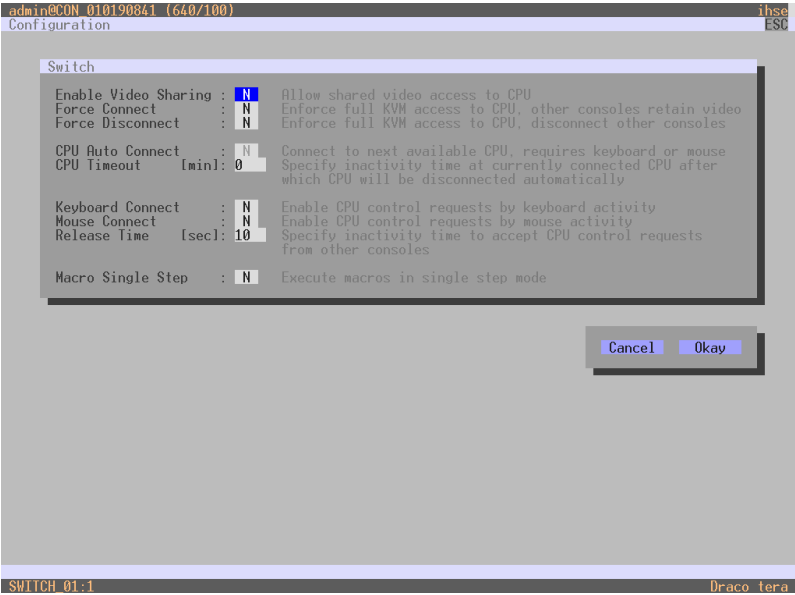 admin@CON_010190841 (640/100) ihse
Configuration ESC
Switch
Enable Video Sharing : N Allow shared video access to CPU
Force Connect : N Enforce full KVM access to CPU, other consoles retain video
Force Disconnect : N Enforce full KVM access to CPU, disconnect other consoles
CPU Auto Connect : N Connect to next available CPU, requires keyboard or mouse
CPU Timeout [min]: 0 Specify inactivity time at currently connected CPU after
which CPU will be disconnected automatically
Keyboard Connect : N Enable CPU control requests by keyboard activity
Mouse Connect : N Enable CPU control requests by mouse activity
Release Time [sec]: 10 Specify inactivity time to accept CPU control requests
from other consoles
Macro Single Step : N Execute macros in single step mode
Cancel Okay
SWITCH_01:1 Draco tera